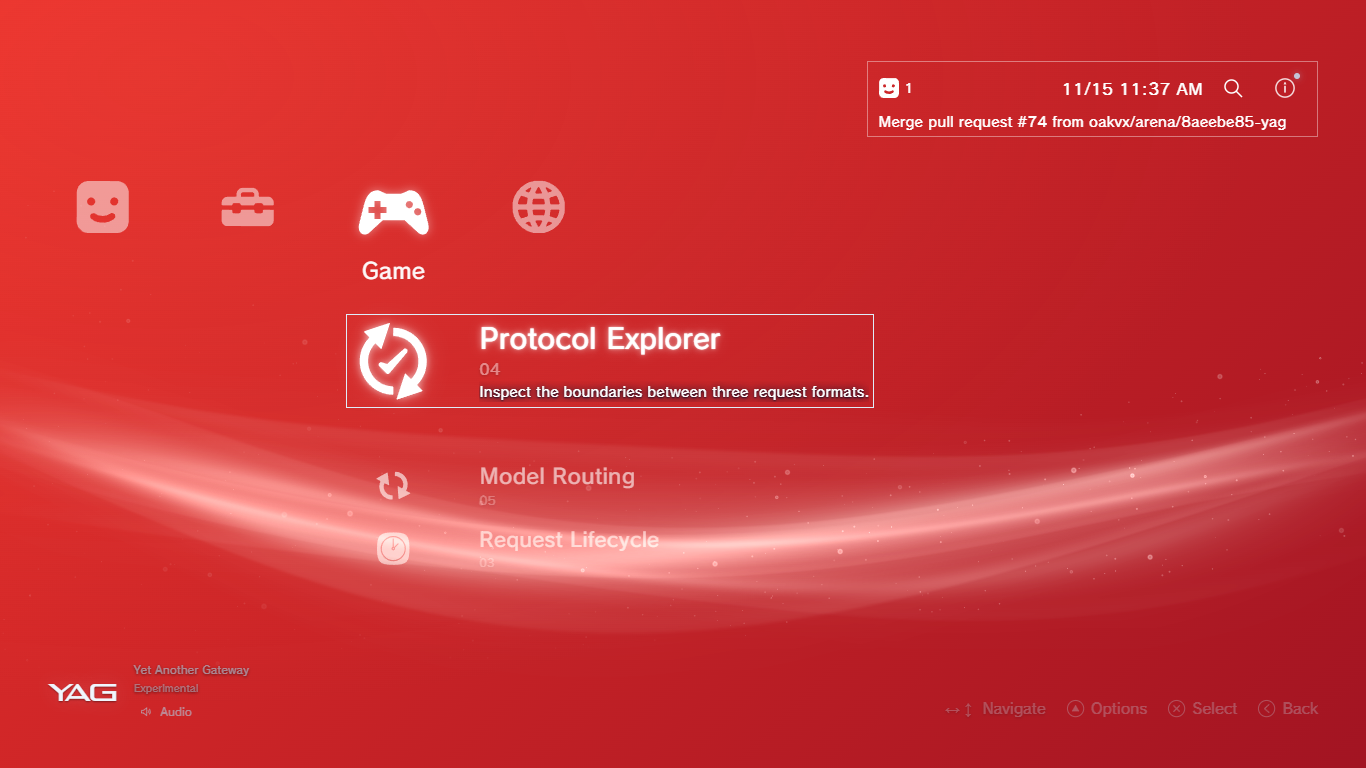 1
11/15 11:37 AM
Merge pull request #74 from oakvx/arena/8aeebe85-yag
Game
Protocol Explorer
04
Inspect the boundaries between three request formats.
Model Routing
05
Request Lifecycle
03
YAG
Yet Another Gateway
Experimental
Audio
Navigate
Options
Select
Back